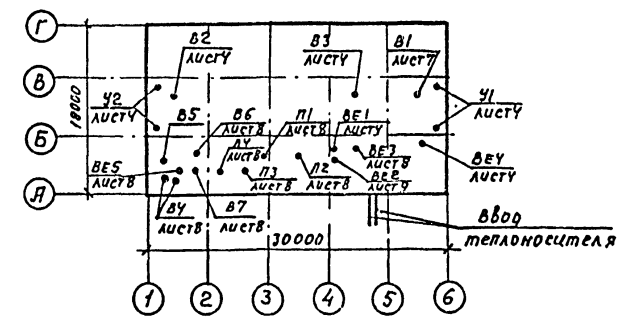 Г
В
Б
А
18000
В2
лист4
В3
лист4
В1
лист7
У2
лист4
У1
лист4
В5
лист8
В6
лист8
П1
лист8
ВЕ1
лист4
ВЕ5
лист8
лист8
П3
лист8
П2
лист8
ВЕ3
лист8
ВЕ2
лист9
ВЕ4
лист4
В4
лист8
В7
лист8
Ввод
теплоносителя
30000
1
2
3
4
5
6